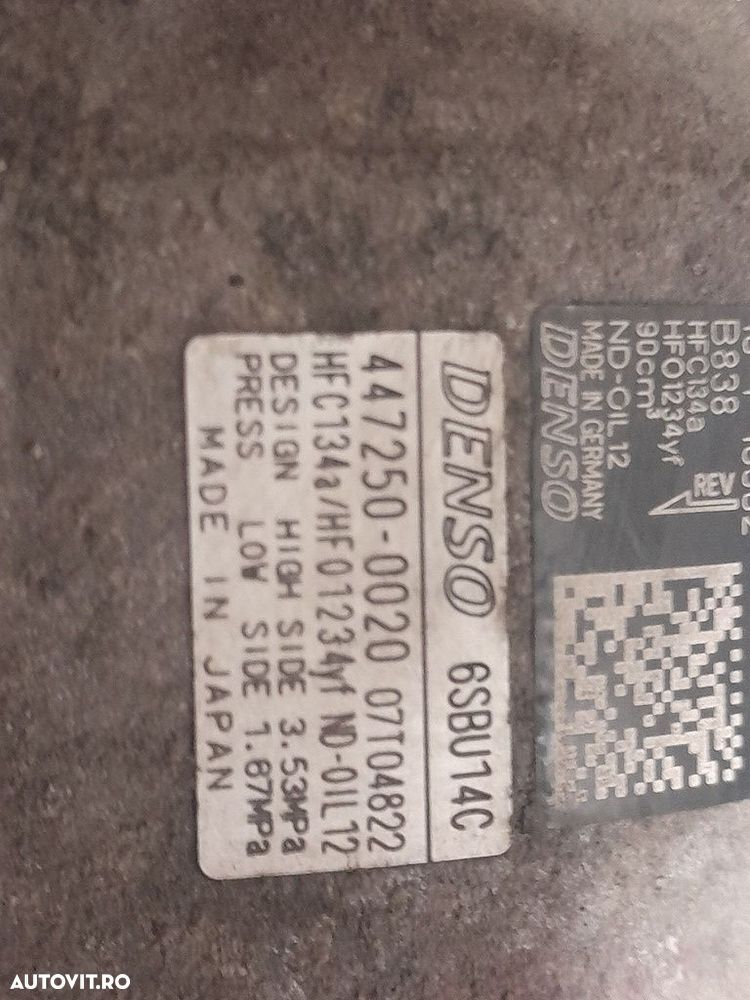 DENSO 6SBU14C
447250-0020 07T04822
HFC134a/HFO1234yf ND-OIL12
DESIGN HIGH SIDE 3.53MPa
PRESS LOW SIDE 1.87MPa
MADE IN JAPAN
B838
HFC134a
HFO1234yf
90cm³
ND-OIL 12
MADE IN GERMANY
DENSO
REV
AUTOVIT.RO